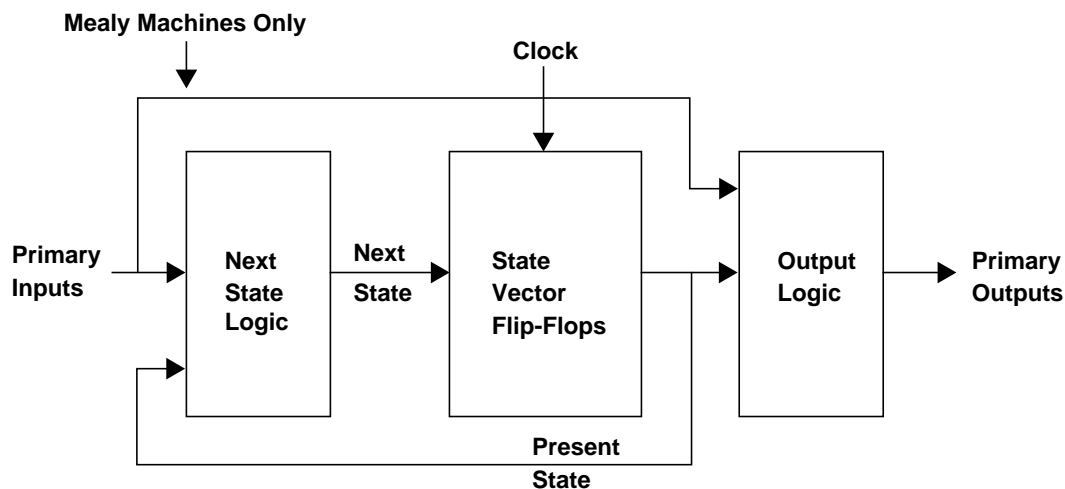 Mealy Machines Only
Clock
Primary
Inputs
Next
State
Logic
Next
State
State
Vector
Flip-Flops
Output
Logic
Primary
Outputs
Present
State